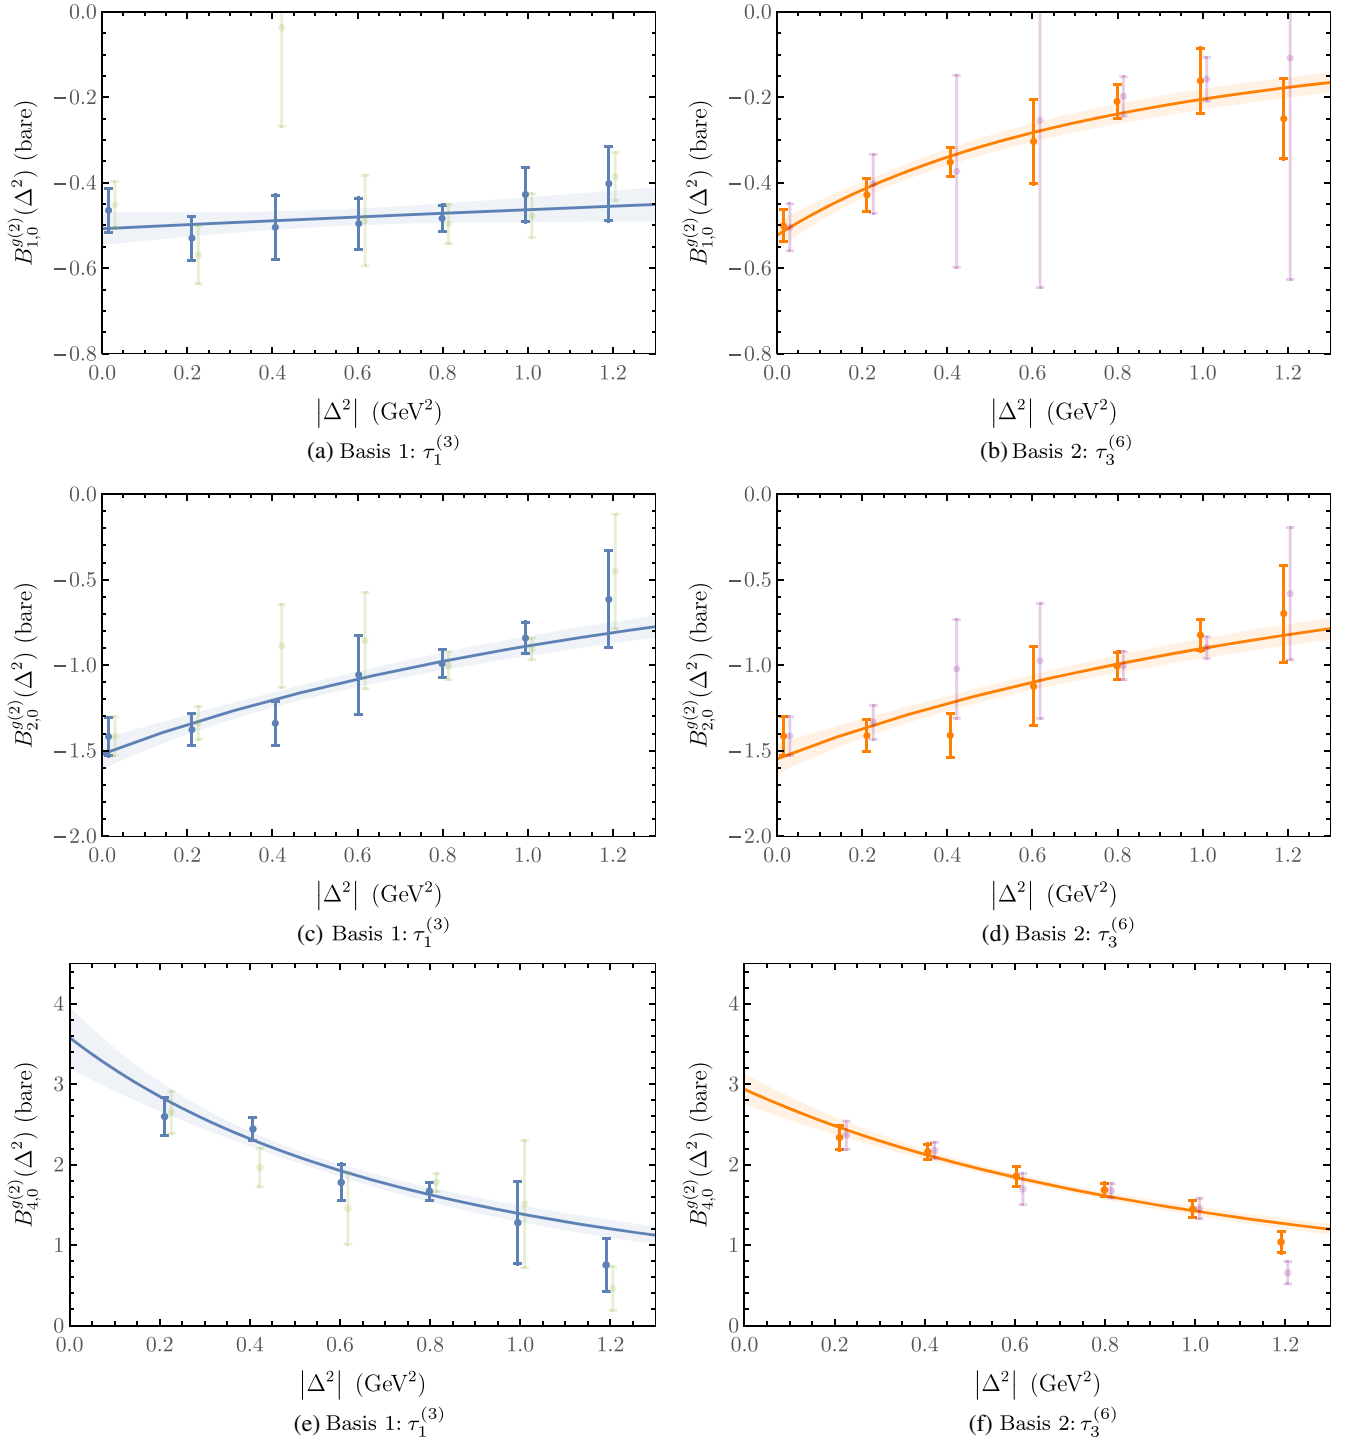 0.0
−0.2
−0.4
−0.6
−0.8
B_{1,0}^{g(2)}(Δ²) (bare)
0.0 0.2 0.4 0.6 0.8 1.0 1.2
|Δ²| (GeV²)
(a) Basis 1: τ_1^{(3)}
0.0
−0.2
−0.4
−0.6
−0.8
B_{1,0}^{g(2)}(Δ²) (bare)
0.0 0.2 0.4 0.6 0.8 1.0 1.2
|Δ²| (GeV²)
(b) Basis 2: τ_3^{(6)}
0.0
−0.5
−1.0
−1.5
−2.0
B_{2,0}^{g(2)}(Δ²) (bare)
0.0 0.2 0.4 0.6 0.8 1.0 1.2
|Δ²| (GeV²)
(c) Basis 1: τ_1^{(3)}
0.0
−0.5
−1.0
−1.5
−2.0
B_{2,0}^{g(2)}(Δ²) (bare)
0.0 0.2 0.4 0.6 0.8 1.0 1.2
|Δ²| (GeV²)
(d) Basis 2: τ_3^{(6)}
4
3
2
1
0
B_{4,0}^{g(2)}(Δ²) (bare)
0.0 0.2 0.4 0.6 0.8 1.0 1.2
|Δ²| (GeV²)
(e) Basis 1: τ_1^{(3)}
4
3
2
1
0
B_{4,0}^{g(2)}(Δ²) (bare)
0.0 0.2 0.4 0.6 0.8 1.0 1.2
|Δ²| (GeV²)
(f) Basis 2: τ_3^{(6)}